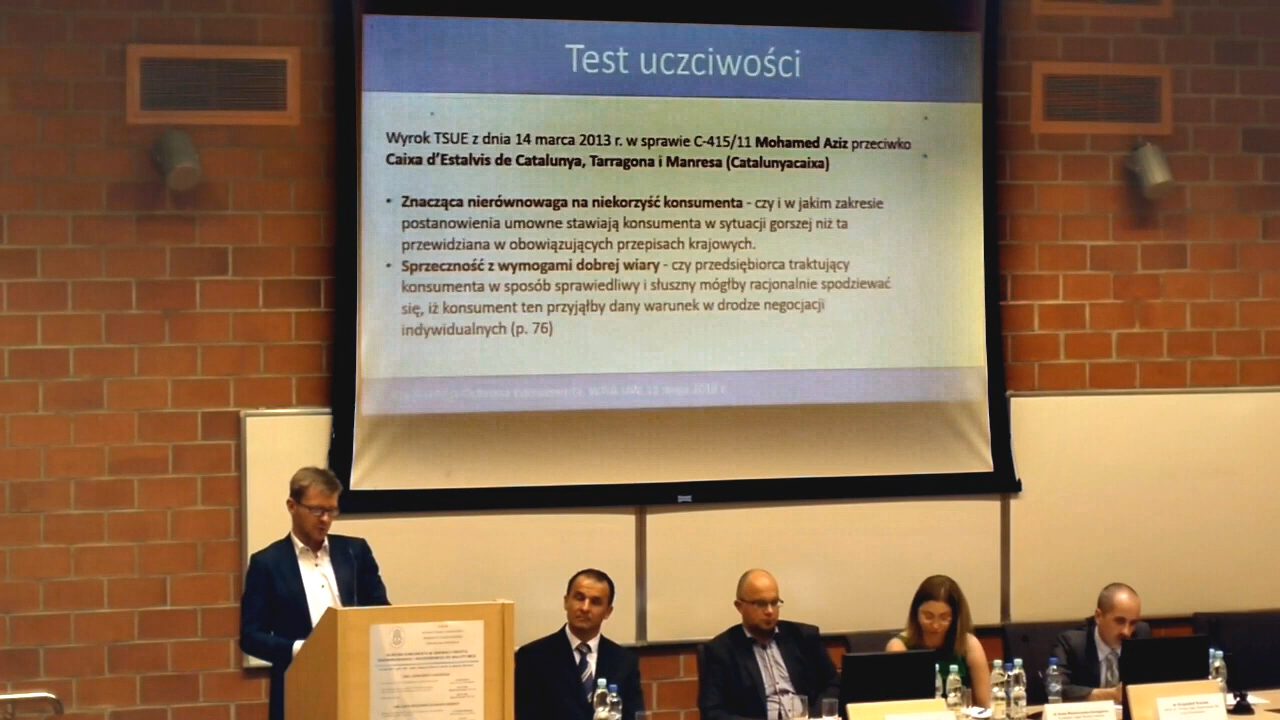 Test uczciwości
Wyrok TSUE z dnia 14 marca 2013 r. w sprawie C-415/11 Mohamed Aziz przeciwko
Caixa d'Estalvis de Catalunya, Tarragona i Manresa (Catalunyacaixa)
• Znacząca nierównowaga na niekorzyść konsumenta - czy i w jakim zakresie
postanowienia umowne stawiają konsumenta w sytuacji gorszej niż ta
przewidziana w obowiązujących przepisach krajowych.
• Sprzeczność z wymogami dobrej wiary - czy przedsiębiorca traktujący
konsumenta w sposób sprawiedliwy i słuszny mógłby racjonalnie spodziewać
się, iż konsument ten przyjąłby dany warunek w drodze negocjacji
indywidualnych (p. 76)